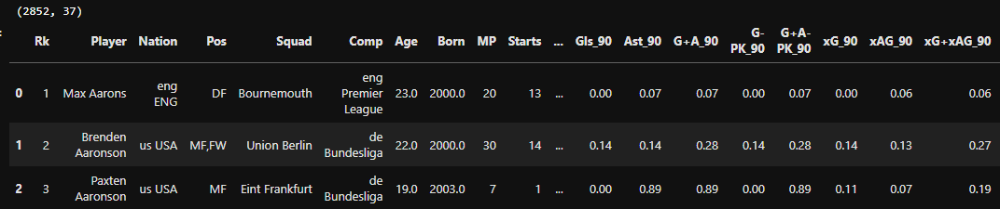 (2852, 37)
Rk Player Nation Pos Squad Comp Age Born MP Starts ... Gls_90 Ast_90 G+A_90 G-PK_90 G+A-PK_90 xG_90 xAG_90 xG+xAG_90
0 1 Max Aarons eng ENG DF Bournemouth eng Premier League 23.0 2000.0 20 13 ... 0.00 0.07 0.07 0.00 0.07 0.00 0.06 0.06
1 2 Brenden Aaronson us USA MF,FW Union Berlin de Bundesliga 22.0 2000.0 30 14 ... 0.14 0.14 0.28 0.14 0.28 0.14 0.13 0.27
2 3 Paxten Aaronson us USA MF Eint Frankfurt de Bundesliga 19.0 2003.0 7 1 ... 0.00 0.89 0.89 0.00 0.89 0.11 0.07 0.19